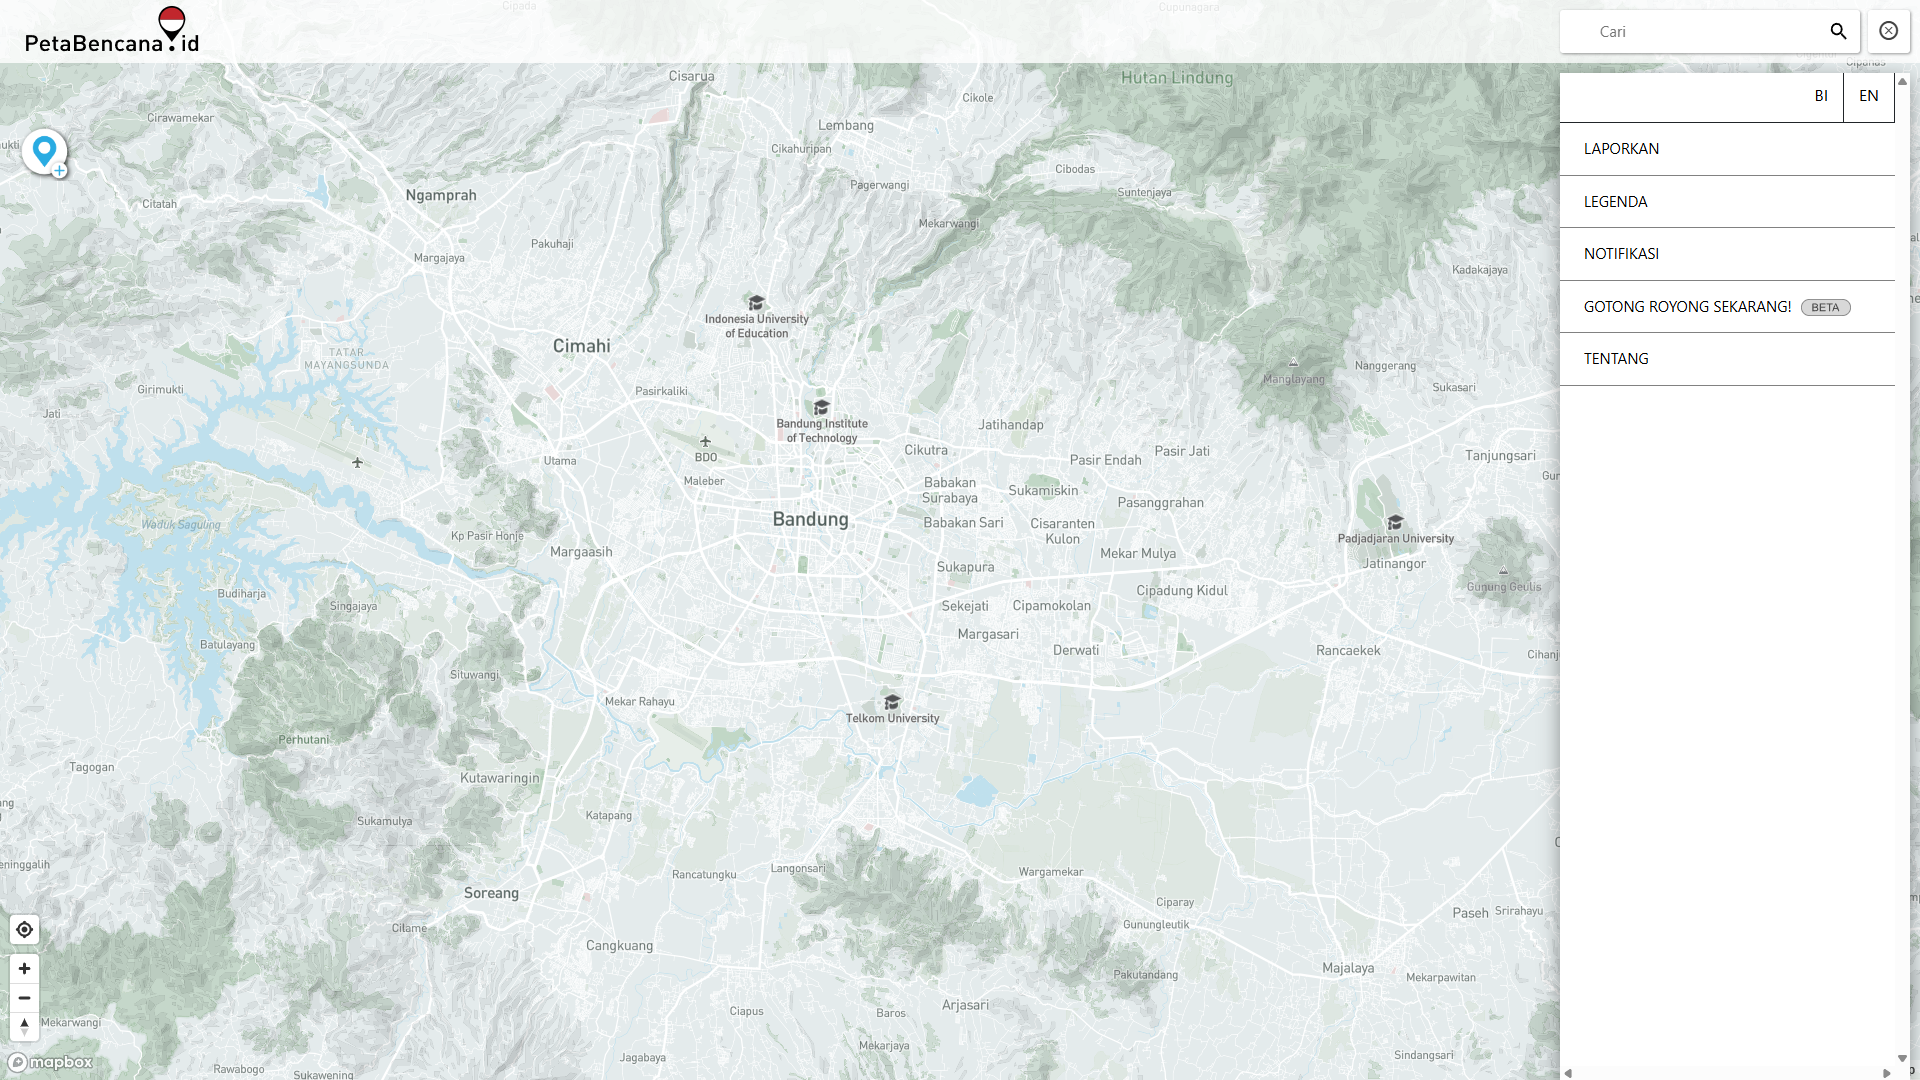 Cipada
Cupunagara
PetaBencana.id
Cari
Cisarua
Hutan Lindung
BI
EN
Cikole
Cirawamekar
Lembang
Cikahuripan
LAPORKAN
Cibodas
Pagerwangi
Suntenjaya
Ngamprah
Citatah
LEGENDA
Mekarwangi
Pakuhaji
NOTIFIKASI
Margajaya
Kadakajaya
GOTONG ROYONG SEKARANG! BETA
Indonesia University
of Education
Cimahi
TATAR
MAYANGSUNDA
TENTANG
Nanggerang
Manglayang
Girimukti
Pasirkaliki
Sukasari
Jati
Bandung Institute
of Technology
Jatihandap
Cikutra
Pasir Jati
BDO
Utama
Pasir Endah
Tanjungsari
Maleber
Babakan
Surabaya
Sukamiskin
Pasanggrahan
Waduk Saguling
Bandung
Babakan Sari
Cisaranten
Kulon
Kp Pasir Honje
Padjadjaran University
Margaasih
Mekar Mulya
Jatinangor
Sukapura
Gunung Geulis
Budiharja
Cipadung Kidul
Singajaya
Sekejati
Cipamokolan
Margasari
Batulayang
Derwati
Rancaekek
Cihanj
Situwangi
Mekar Rahayu
Telkom University
Perhutani
Tagogan
Kutawaringin
Katapang
Sukamulya
eninggalih
Langonsari
Wargamekar
Rancatungku
Soreang
Ciparay
Paseh
Srirahayu
Cilame
Gunungleutik
Cangkuang
Majalaya
Pakutandang
Mekarpawitan
Arjasari
Ciapus
Baros
Mekarwangi
Mekarjaya
Jagabaya
Sindangsari
mapbox
Rawabogo
Sukawening